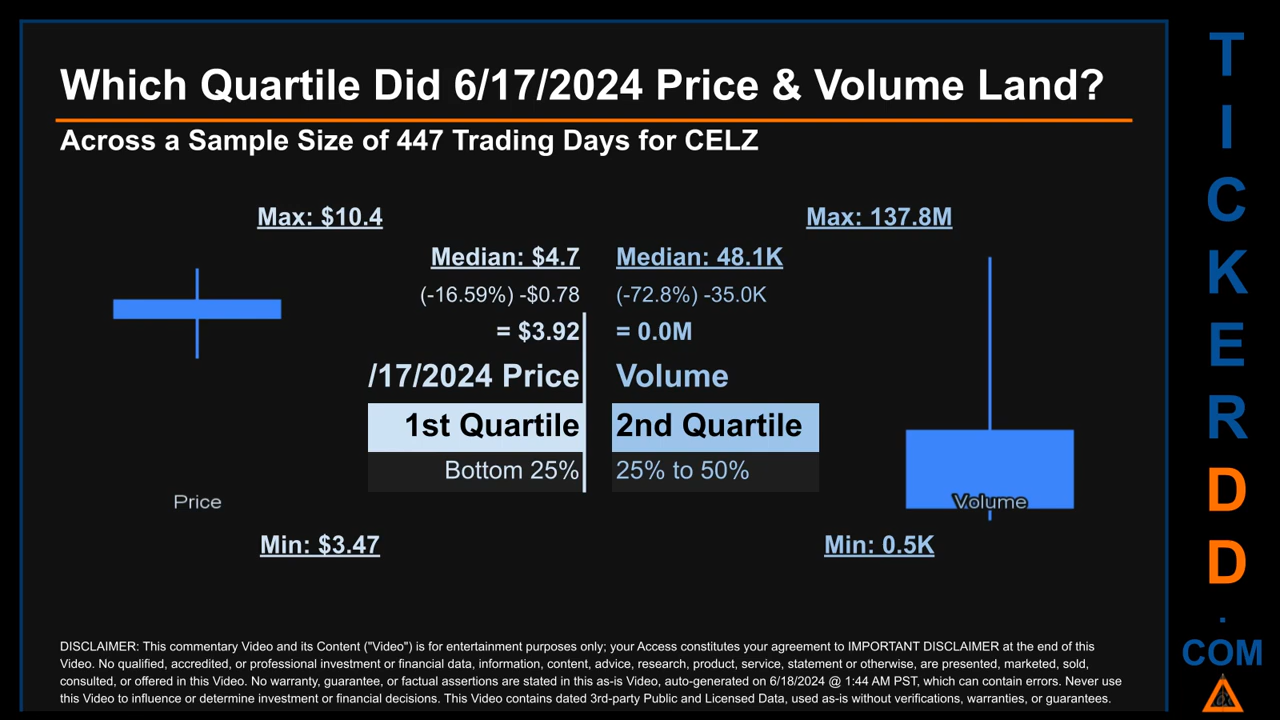 Which Quartile Did 6/17/2024 Price & Volume Land?
Across a Sample Size of 447 Trading Days for CELZ
Max: $10.4
Max: 137.8M
Median: $4.7
Median: 48.1K
(-16.59%) -$0.78
(-72.8%) -35.0K
= $3.92
= 0.0M
/17/2024 Price
Volume
1st Quartile
2nd Quartile
Bottom 25%
25% to 50%
Price
Volume
Min: $3.47
Min: 0.5K
DISCLAIMER: This commentary Video and its Content ("Video") is for entertainment purposes only; your Access constitutes your agreement to IMPORTANT DISCLAIMER at the end of this
Video. No qualified, accredited, or professional investment or financial data, information, content, advice, research, product, service, statement or otherwise, are presented, marketed, sold,
consulted, or offered in this Video. No warranty, guarantee, or factual assertions are stated in this as-is Video, auto-generated on 6/18/2024 @ 1:44 AM PST, which can contain errors. Never use
this Video to influence or determine investment or financial decisions. This Video contains dated 3rd-party Public and Licensed Data, used as-is without verifications, warranties, or guarantees.
T
I
C
K
E
R
D
D
.
COM